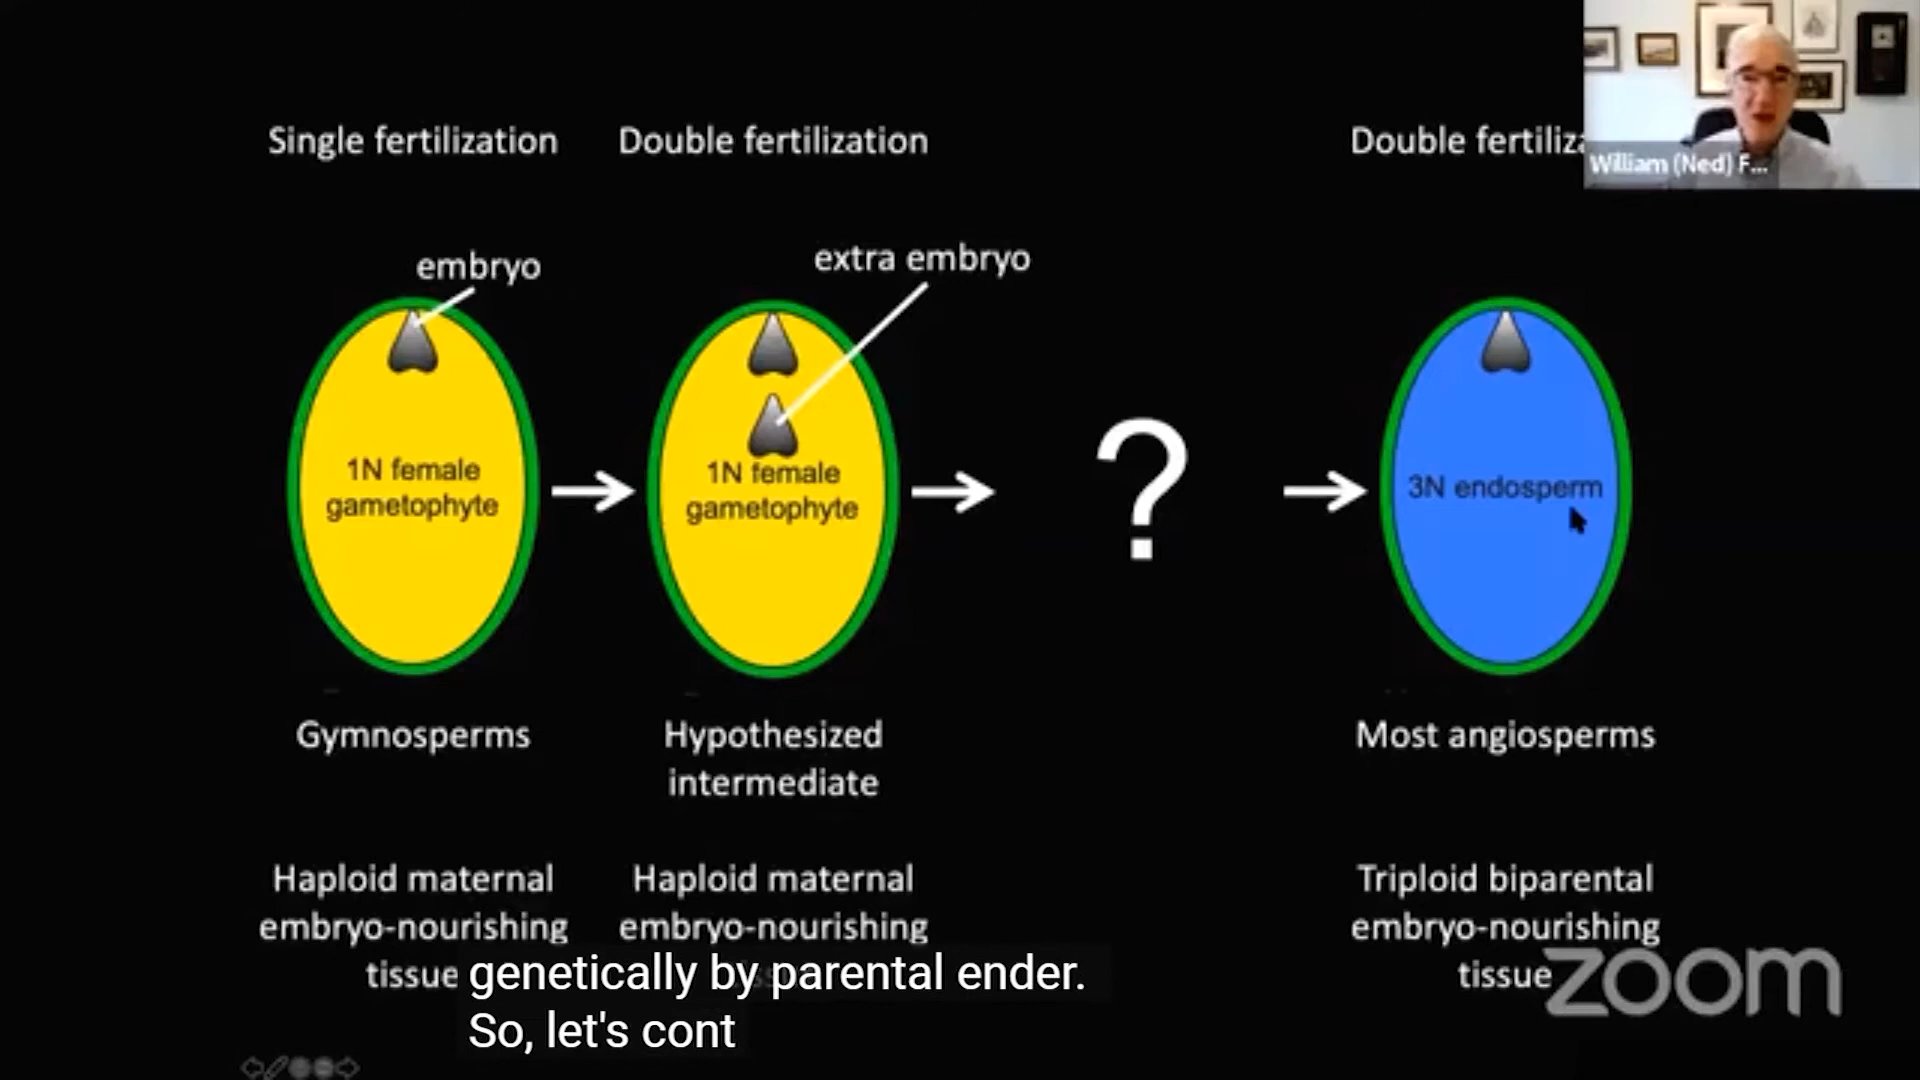 Single fertilization
Double fertilization
Double fertiliza
William (Ned) F...
embryo
extra embryo
1N female
gametophyte
1N female
gametophyte
?
3N endosperm
Gymnosperms
Hypothesized
intermediate
Most angiosperms
Haploid maternal
embryo-nourishing
tissue
Haploid maternal
embryo-nourishing
Triploid biparental
embryo-nourishing
tissue
genetically by parental ender.
So, let's cont
zoom